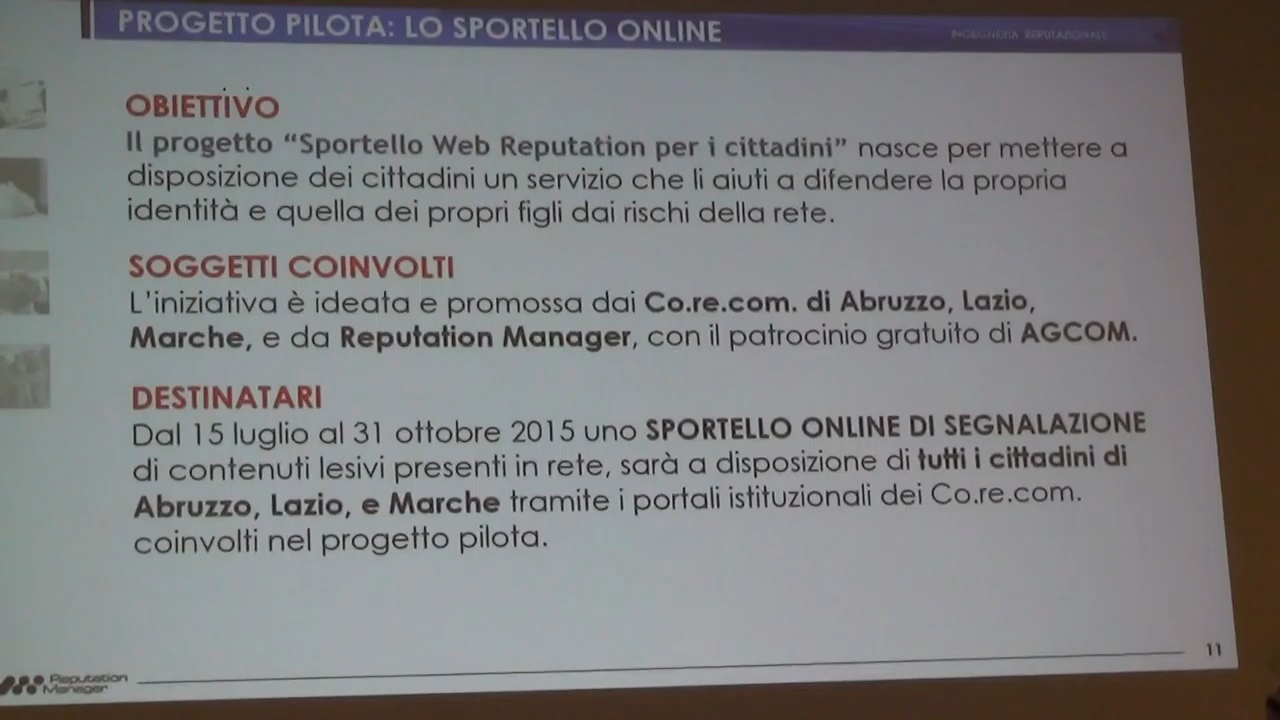 PROGETTO PILOTA: LO SPORTELLO ONLINE
INGEGNERIA REPUTAZIONALE
OBIETTIVO
Il progetto “Sportello Web Reputation per i cittadini” nasce per mettere a
disposizione dei cittadini un servizio che li aiuti a difendere la propria
identità e quella dei propri figli dai rischi della rete.
SOGGETTI COINVOLTI
L'iniziativa è ideata e promossa dai Co.re.com. di Abruzzo, Lazio,
Marche, e da Reputation Manager, con il patrocinio gratuito di AGCOM.
DESTINATARI
Dal 15 luglio al 31 ottobre 2015 uno SPORTELLO ONLINE DI SEGNALAZIONE
di contenuti lesivi presenti in rete, sarà a disposizione di tutti i cittadini di
Abruzzo, Lazio, e Marche tramite i portali istituzionali dei Co.re.com.
coinvolti nel progetto pilota.
11
Reputation
Manager